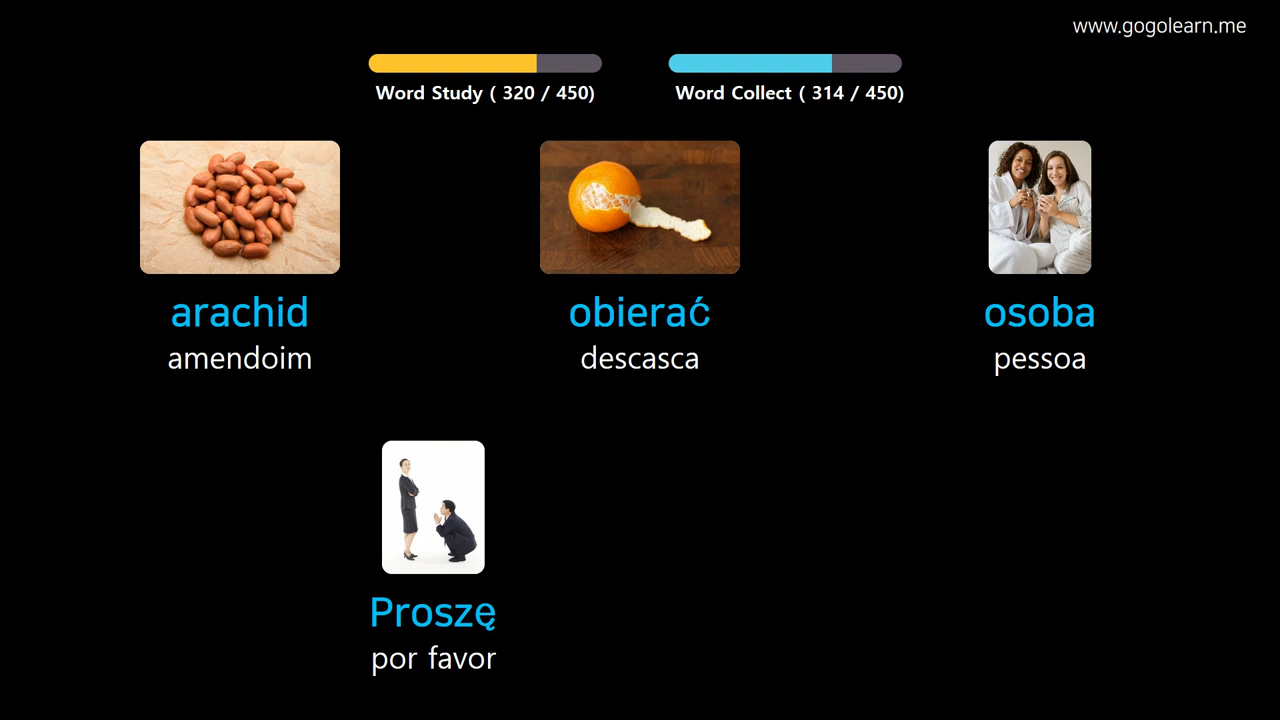 www.gogolearn.me
Word Study ( 320 / 450)
Word Collect ( 314 / 450)
arachid
amendoim
obierać
descasca
osoba
pessoa
Proszę
por favor